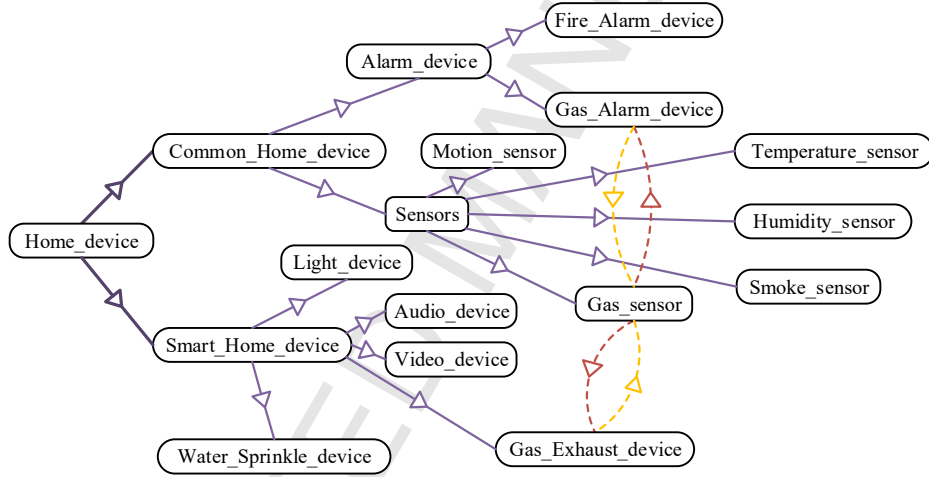 Fire_Alarm_device
Alarm_device
Gas_Alarm_device
Common_Home_device
Motion_sensor
Temperature_sensor
Sensors
Humidity_sensor
Home_device
Light_device
Smoke_sensor
Gas_sensor
Audio_device
Smart_Home_device
Video_device
Gas_Exhaust_device
Water_Sprinkle_device